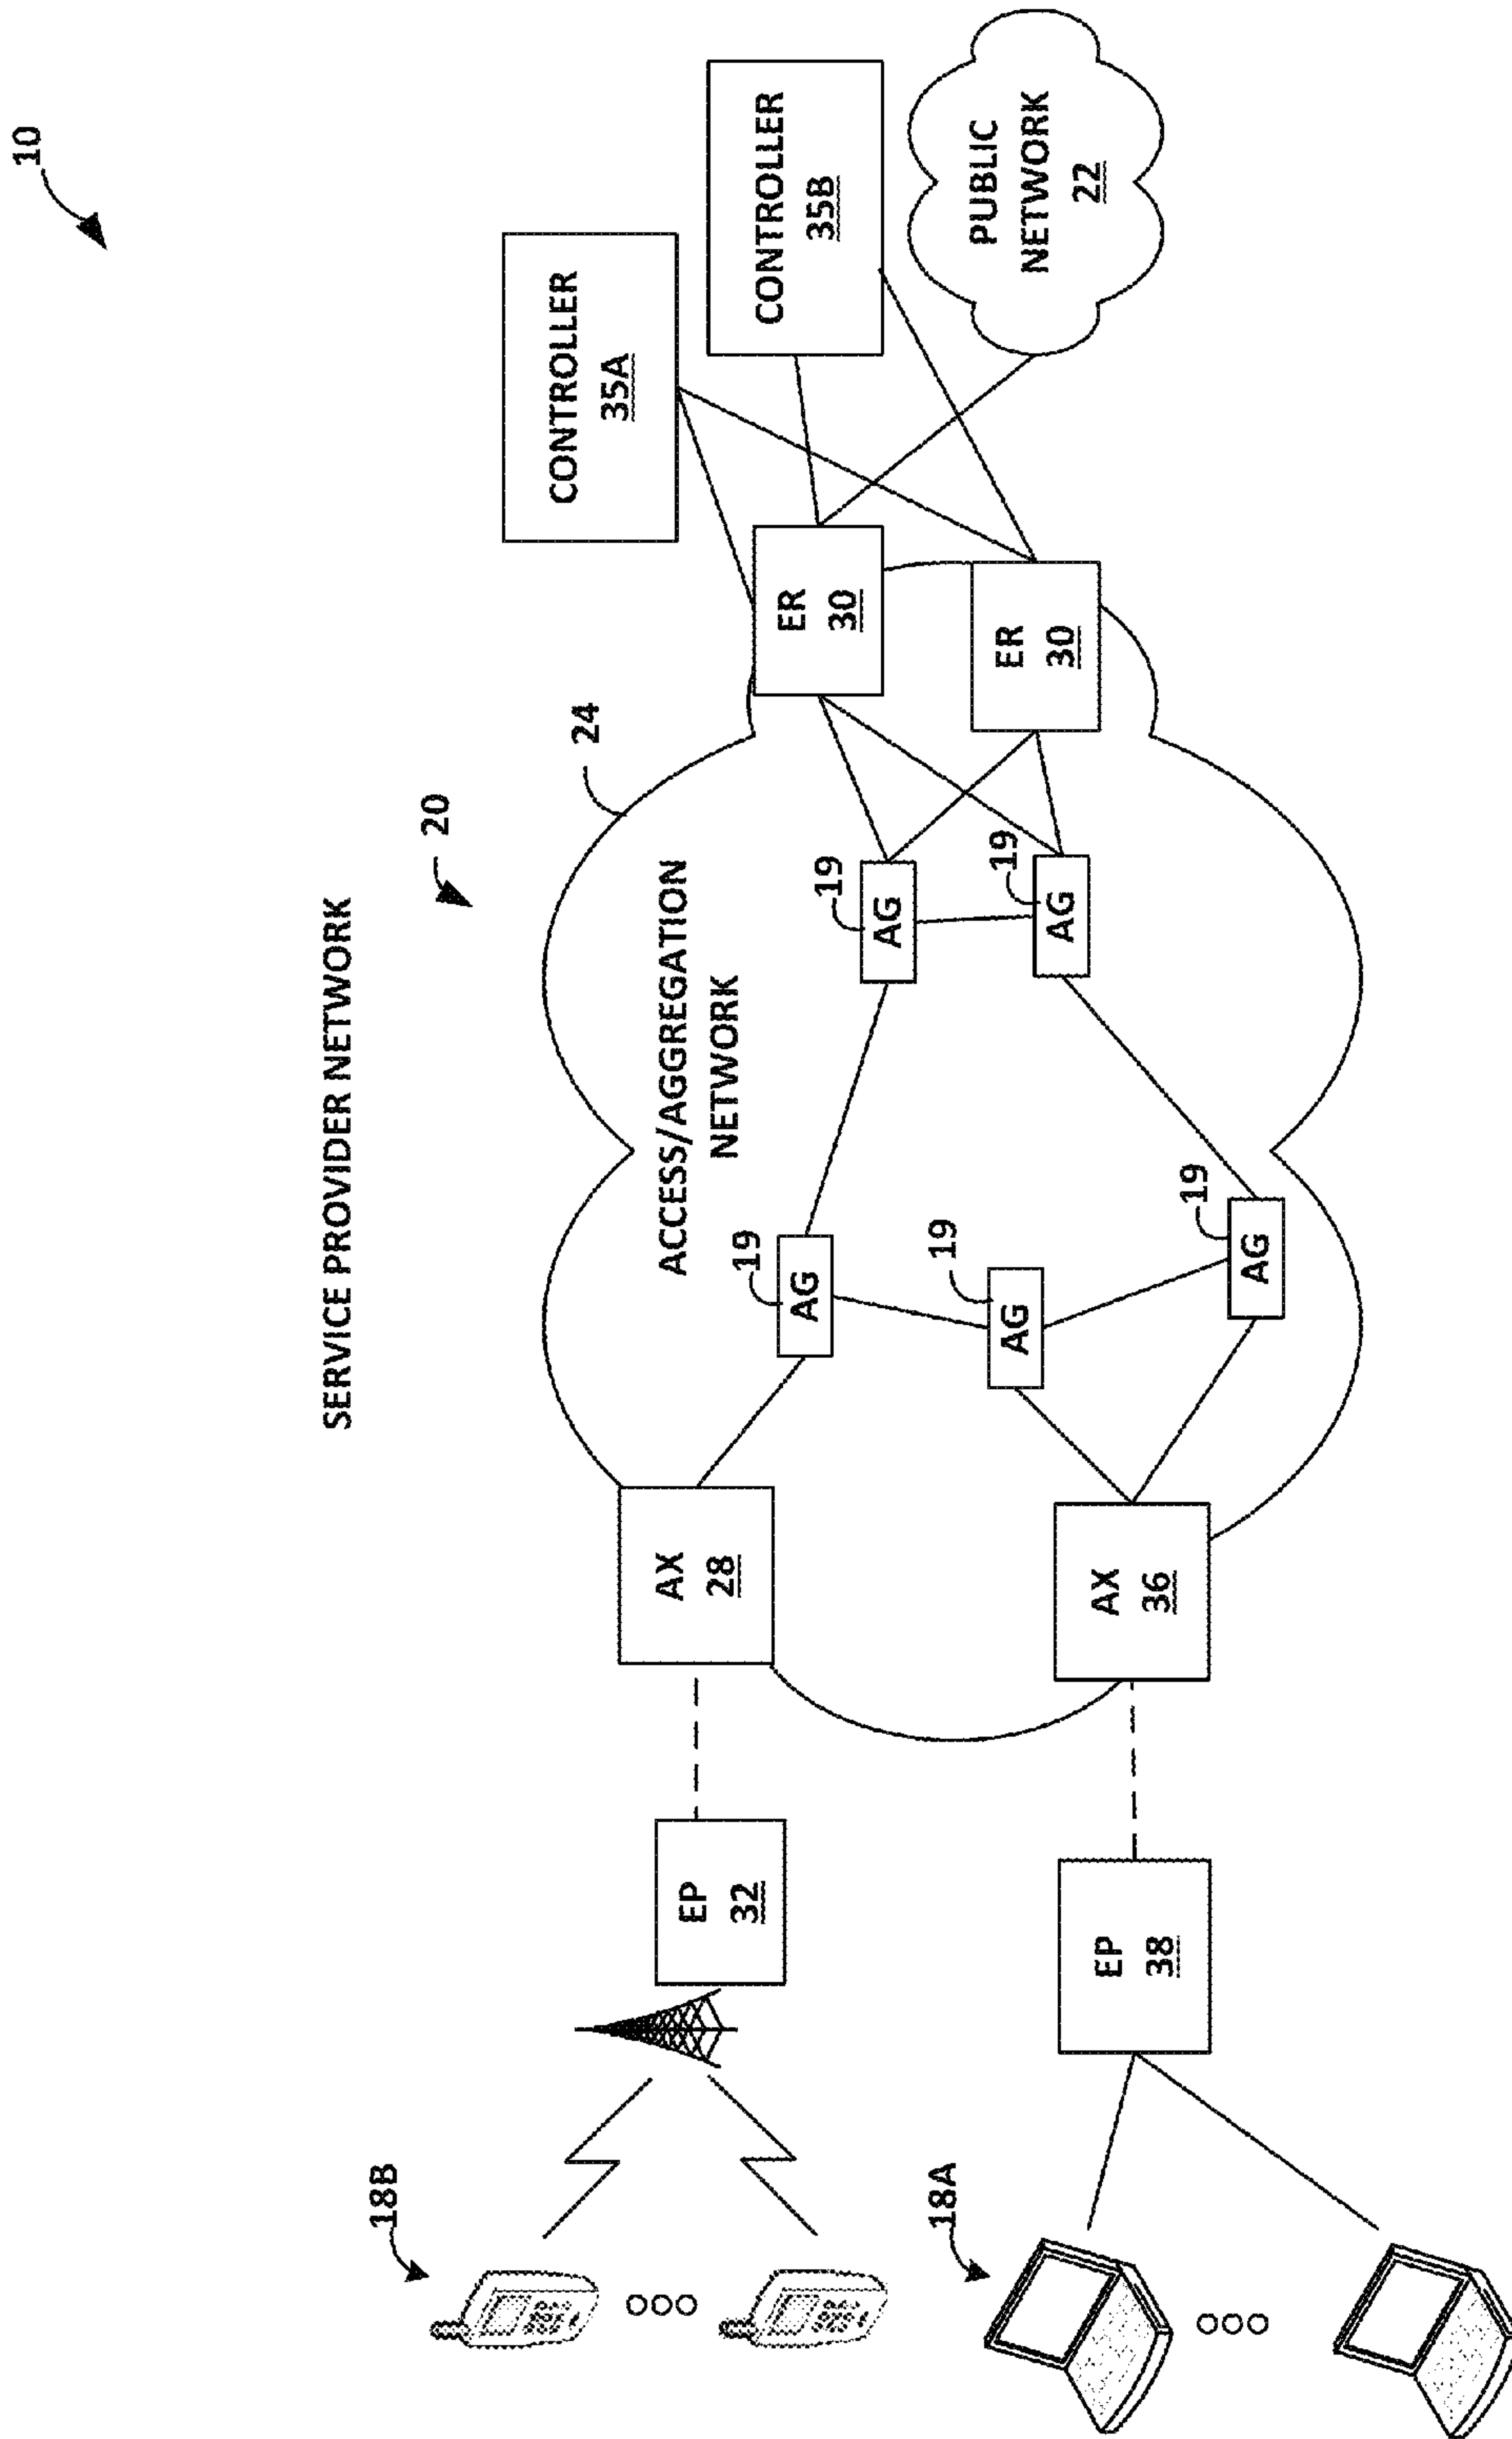 10
SERVICE PROVIDER NETWORK
20
24
ACCESS/AGGREGATION
NETWORK
CONTROLLER
35A
CONTROLLER
35B
PUBLIC
NETWORK
22
18B
EP
32
AX
28
19
AG
19
AG
19
AG
19
AG
19
AG
ER
30
ER
30
18A
EP
38
AX
36